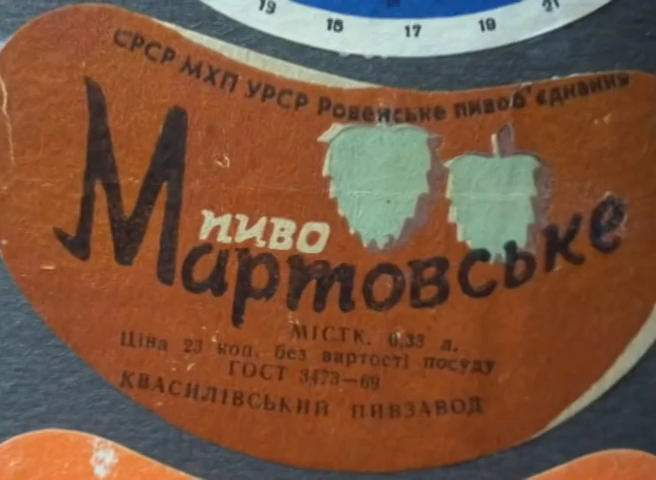 19 15 17 19 21
СРСР МХП УРСР Ровенське пивоб'єднання
пиво
Мартовське
МІСТК. 0,33 л.
Ціна 23 коп. без вартості посуду
ГОСТ 3473—69
КВАСИЛІВСЬКИЙ ПИВЗАВОД